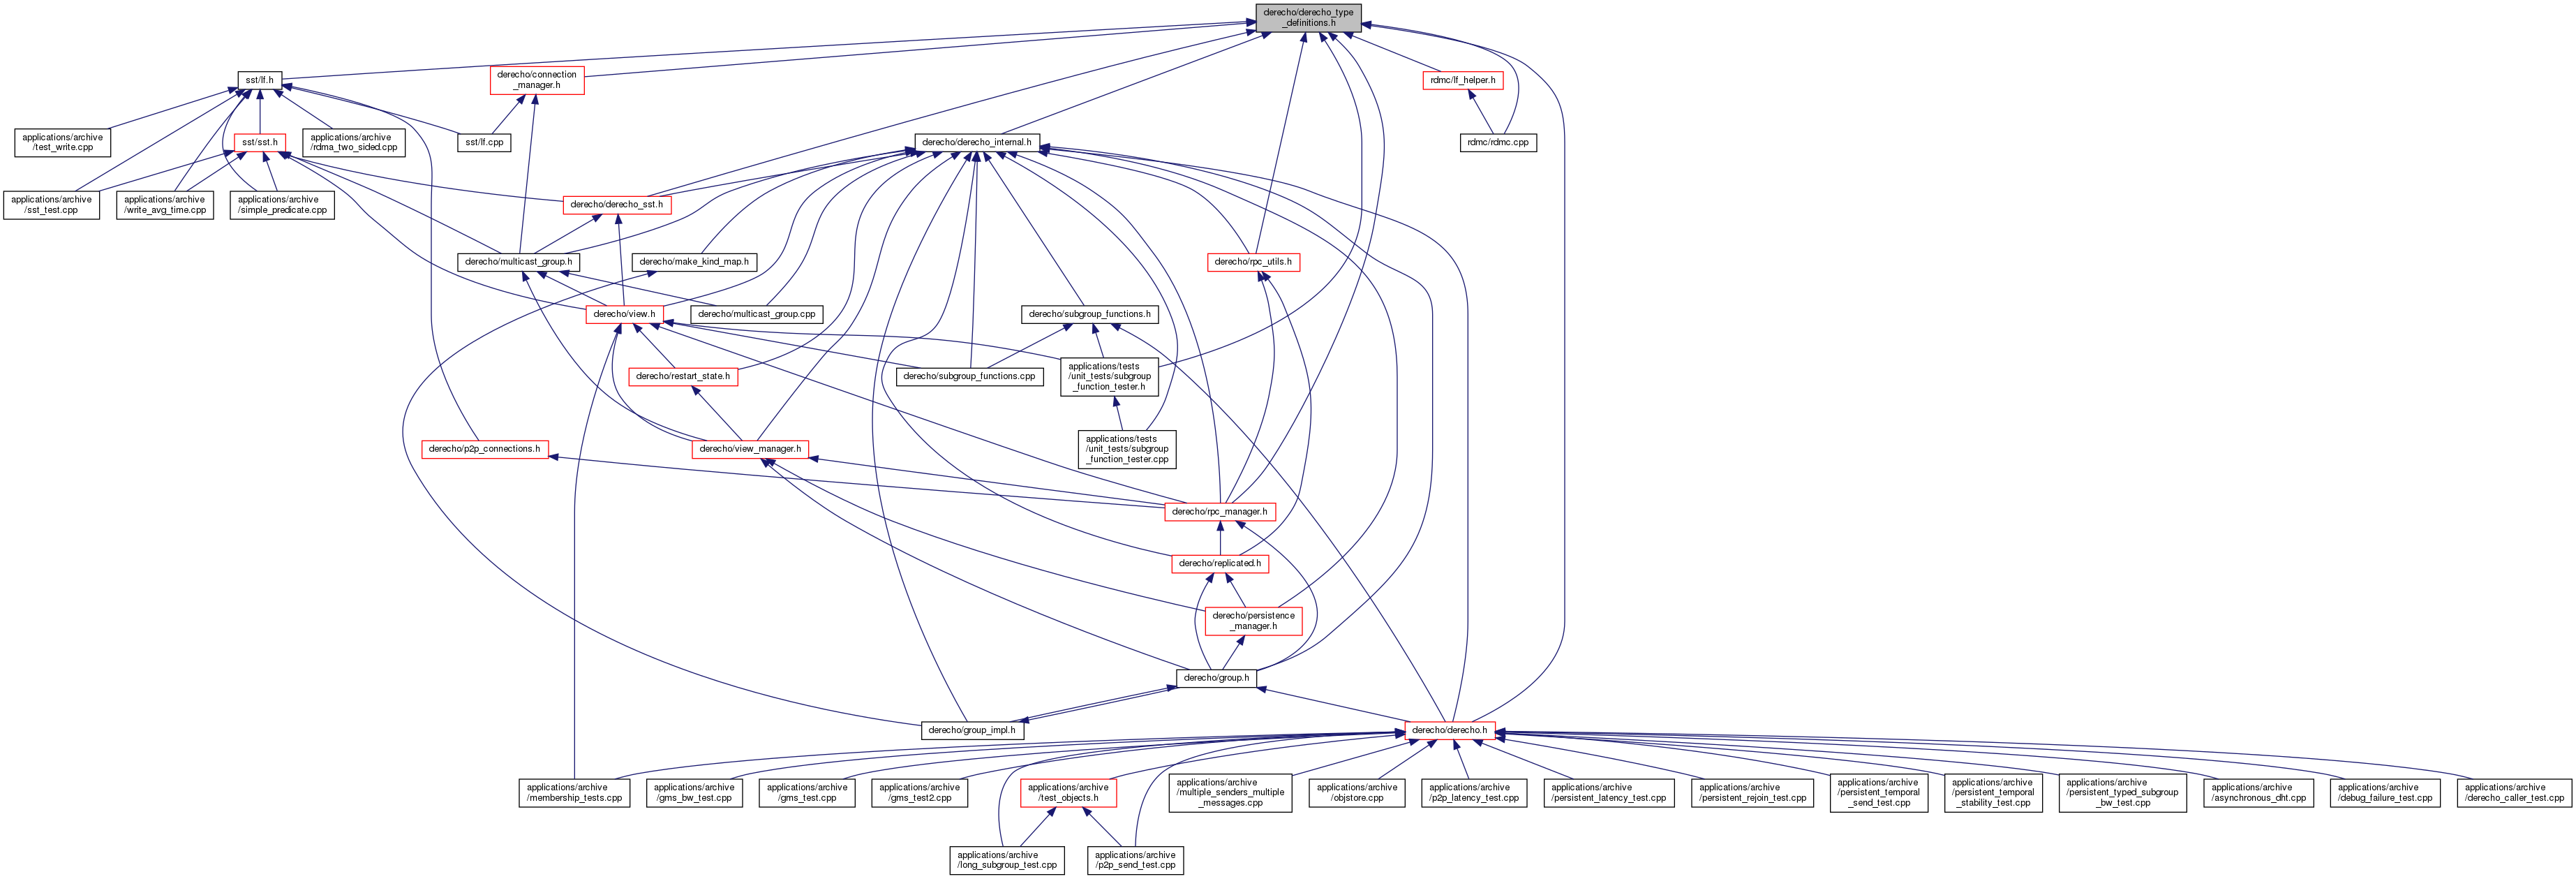 derecho/derecho_type
_definitions.h
sst/lf.h
derecho/connection
_manager.h
rdmc/lf_helper.h
applications/archive
/test_write.cpp
sst/sst.h
applications/archive
/rdma_two_sided.cpp
sst/lf.cpp
derecho/derecho_internal.h
rdmc/rdmc.cpp
applications/archive
/sst_test.cpp
applications/archive
/write_avg_time.cpp
applications/archive
/simple_predicate.cpp
derecho/derecho_sst.h
derecho/multicast_group.h
derecho/make_kind_map.h
derecho/rpc_utils.h
derecho/view.h
derecho/multicast_group.cpp
derecho/subgroup_functions.h
derecho/restart_state.h
derecho/subgroup_functions.cpp
applications/tests
/unit_tests/subgroup
_function_tester.h
derecho/p2p_connections.h
derecho/view_manager.h
applications/tests
/unit_tests/subgroup
_function_tester.cpp
derecho/rpc_manager.h
derecho/replicated.h
derecho/persistence
_manager.h
derecho/group.h
derecho/group_impl.h
derecho/derecho.h
applications/archive
/membership_tests.cpp
applications/archive
/gms_bw_test.cpp
applications/archive
/gms_test.cpp
applications/archive
/gms_test2.cpp
applications/archive
/test_objects.h
applications/archive
/multiple_senders_multiple
_messages.cpp
applications/archive
/objstore.cpp
applications/archive
/p2p_latency_test.cpp
applications/archive
/persistent_latency_test.cpp
applications/archive
/persistent_rejoin_test.cpp
applications/archive
/persistent_temporal
_send_test.cpp
applications/archive
/persistent_temporal
_stability_test.cpp
applications/archive
/persistent_typed_subgroup
_bw_test.cpp
applications/archive
/asynchronous_dht.cpp
applications/archive
/debug_failure_test.cpp
applications/archive
/derecho_caller_test.cpp
applications/archive
/long_subgroup_test.cpp
applications/archive
/p2p_send_test.cpp